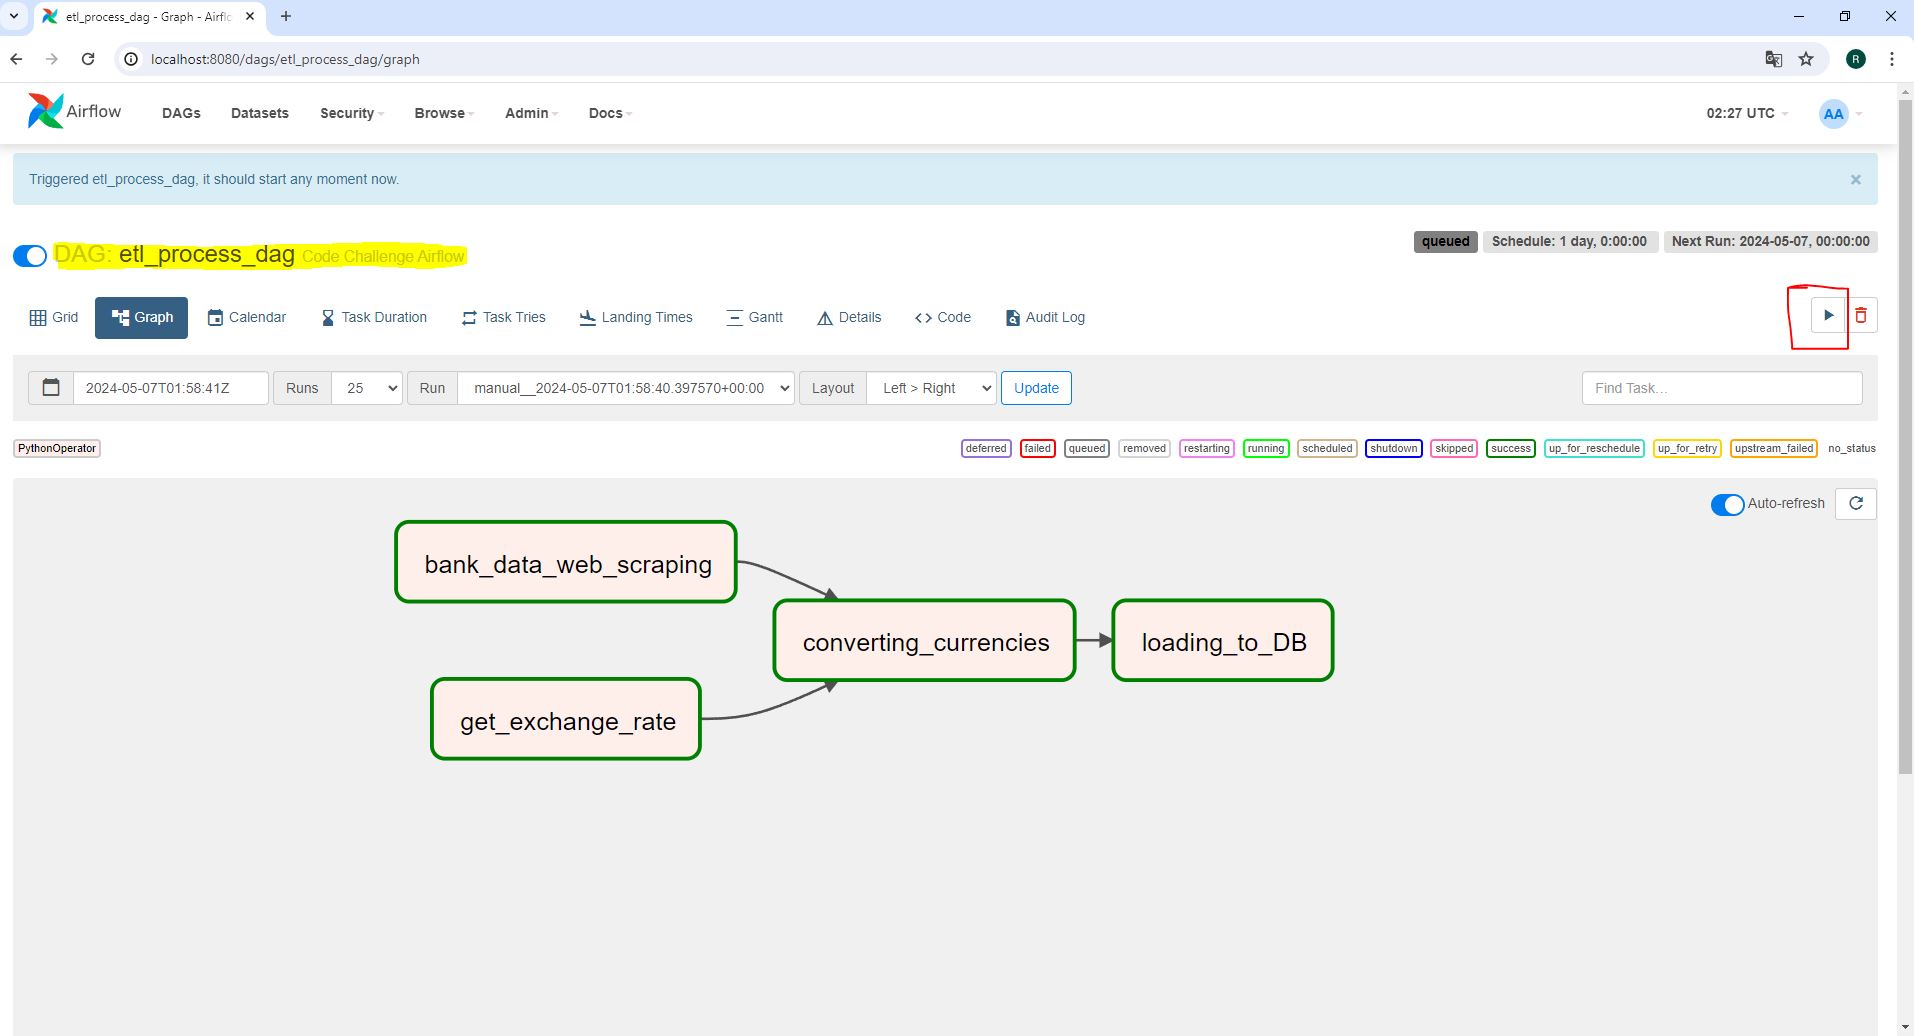 etl_process_dag - Graph - Airfl
localhost:8080/dags/etl_process_dag/graph
R
Airflow DAGs Datasets Security Browse Admin Docs 02:27 UTC AA
Triggered etl_process_dag, it should start any moment now. ×
DAG: etl_process_dag Code Challenge Airflow queued Schedule: 1 day, 0:00:00 Next Run: 2024-05-07, 00:00:00
Grid Graph Calendar Task Duration Task Tries Landing Times Gantt Details <> Code Audit Log
2024-05-07T01:58:41Z Runs 25 Run manual__2024-05-07T01:58:40.397570+00:00 Layout Left > Right Update Find Task...
PythonOperator deferred failed queued removed restarting running scheduled shutdown skipped success up_for_reschedule up_for_retry upstream_failed no_status
Auto-refresh
bank_data_web_scraping
converting_currencies loading_to_DB
get_exchange_rate